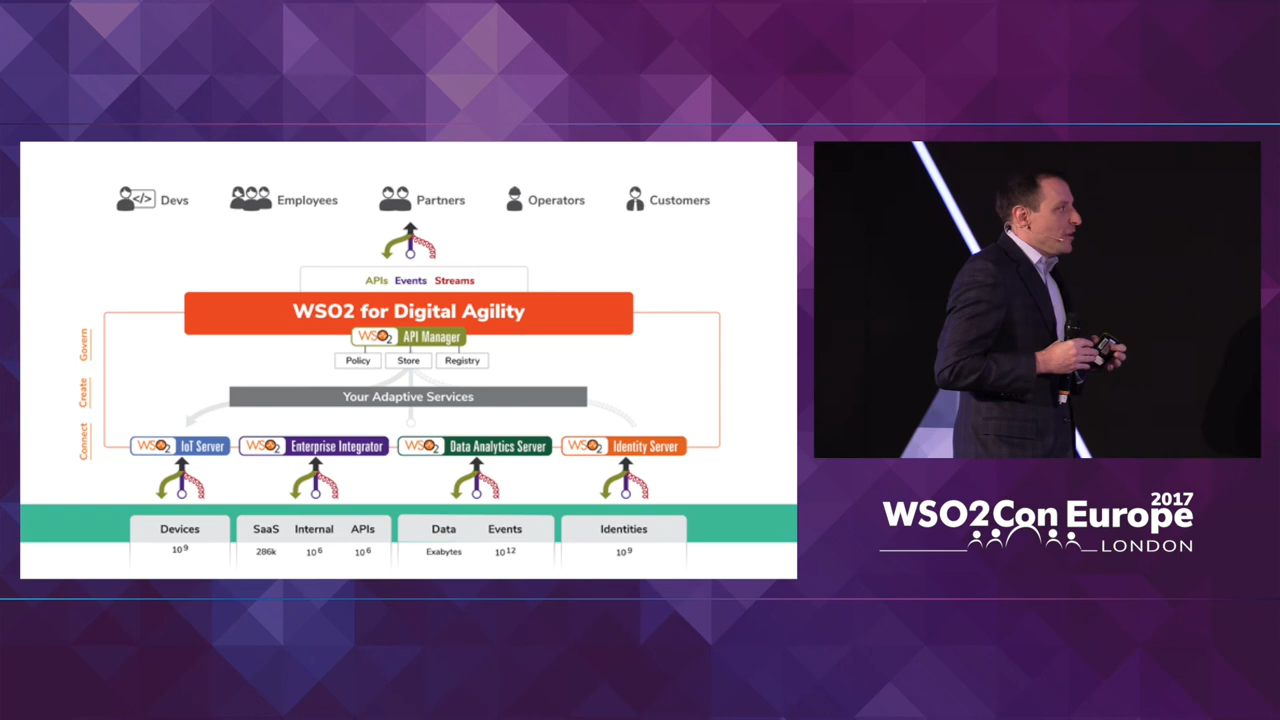 </> Devs Employees Partners Operators Customers
APIs Events Streams
WSO2 for Digital Agility
WSO2 API Manager
Policy Store Registry
Govern
Create
Connect
Your Adaptive Services
WSO2 IoT Server WSO2 Enterprise Integrator WSO2 Data Analytics Server WSO2 Identity Server
Devices SaaS Internal APIs Data Events Identities
10⁹ 286k 10⁶ 10⁶ Exabytes 10¹² 10⁹
2017
WSO2Con Europe
LONDON